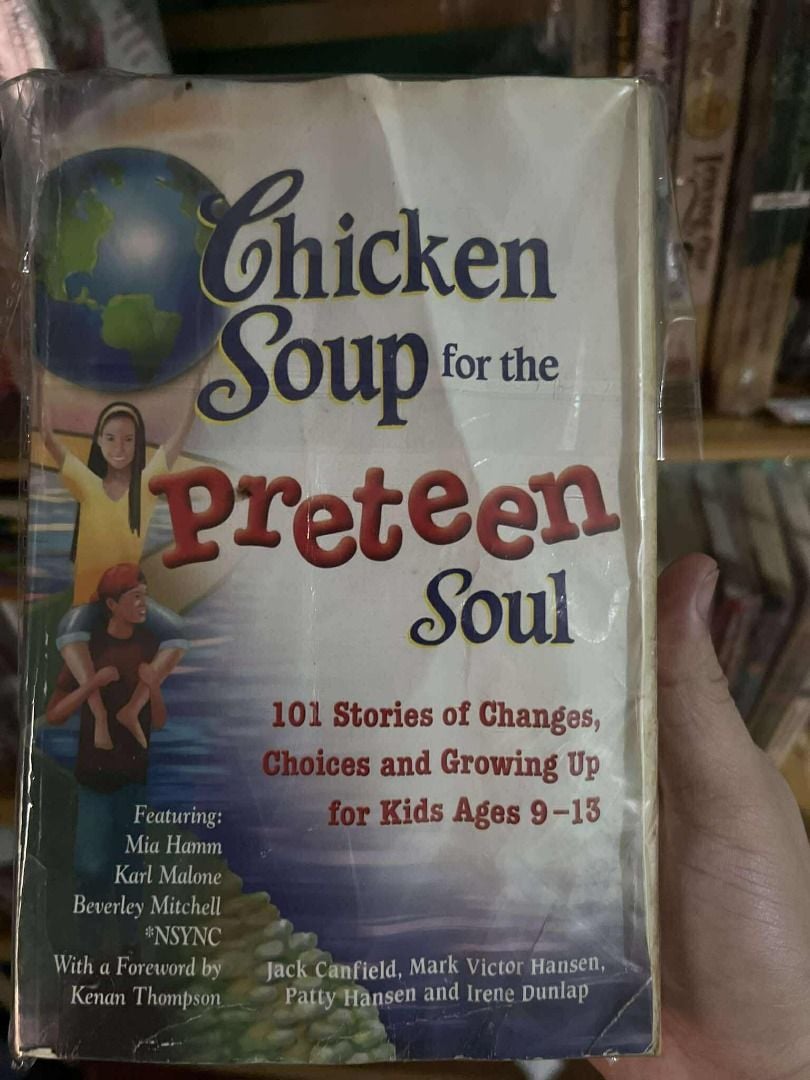 Chicken
Soup for the
Preteen
Soul
101 Stories of Changes,
Choices and Growing Up
for Kids Ages 9–13
Featuring:
Mia Hamm
Karl Malone
Beverley Mitchell
*NSYNC
With a Foreword by
Kenan Thompson
Jack Canfield, Mark Victor Hansen,
Patty Hansen and Irene Dunlap